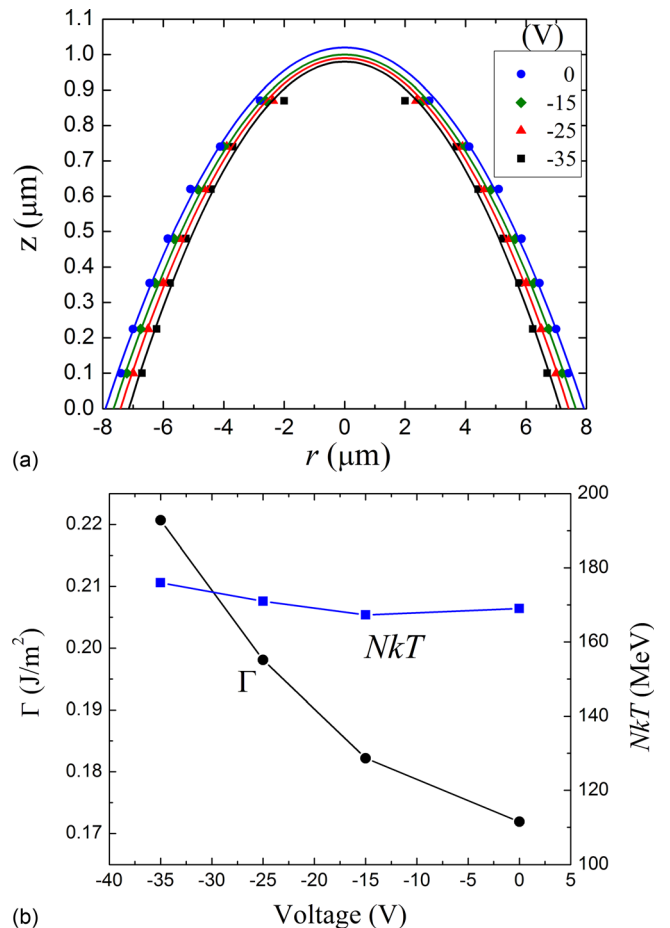 (V)
0
-15
-25
-35
z (μm)
1.1
1.0
0.9
0.8
0.7
0.6
0.5
0.4
0.3
0.2
0.1
0.0
-8 -6 -4 -2 0 2 4 6 8
r (μm)
(a)
Γ (J/m²)
0.22
0.21
0.20
0.19
0.18
0.17
NkT
Γ
200
180
160
140
120
100
NkT (MeV)
-40 -35 -30 -25 -20 -15 -10 -5 0 5
Voltage (V)
(b)